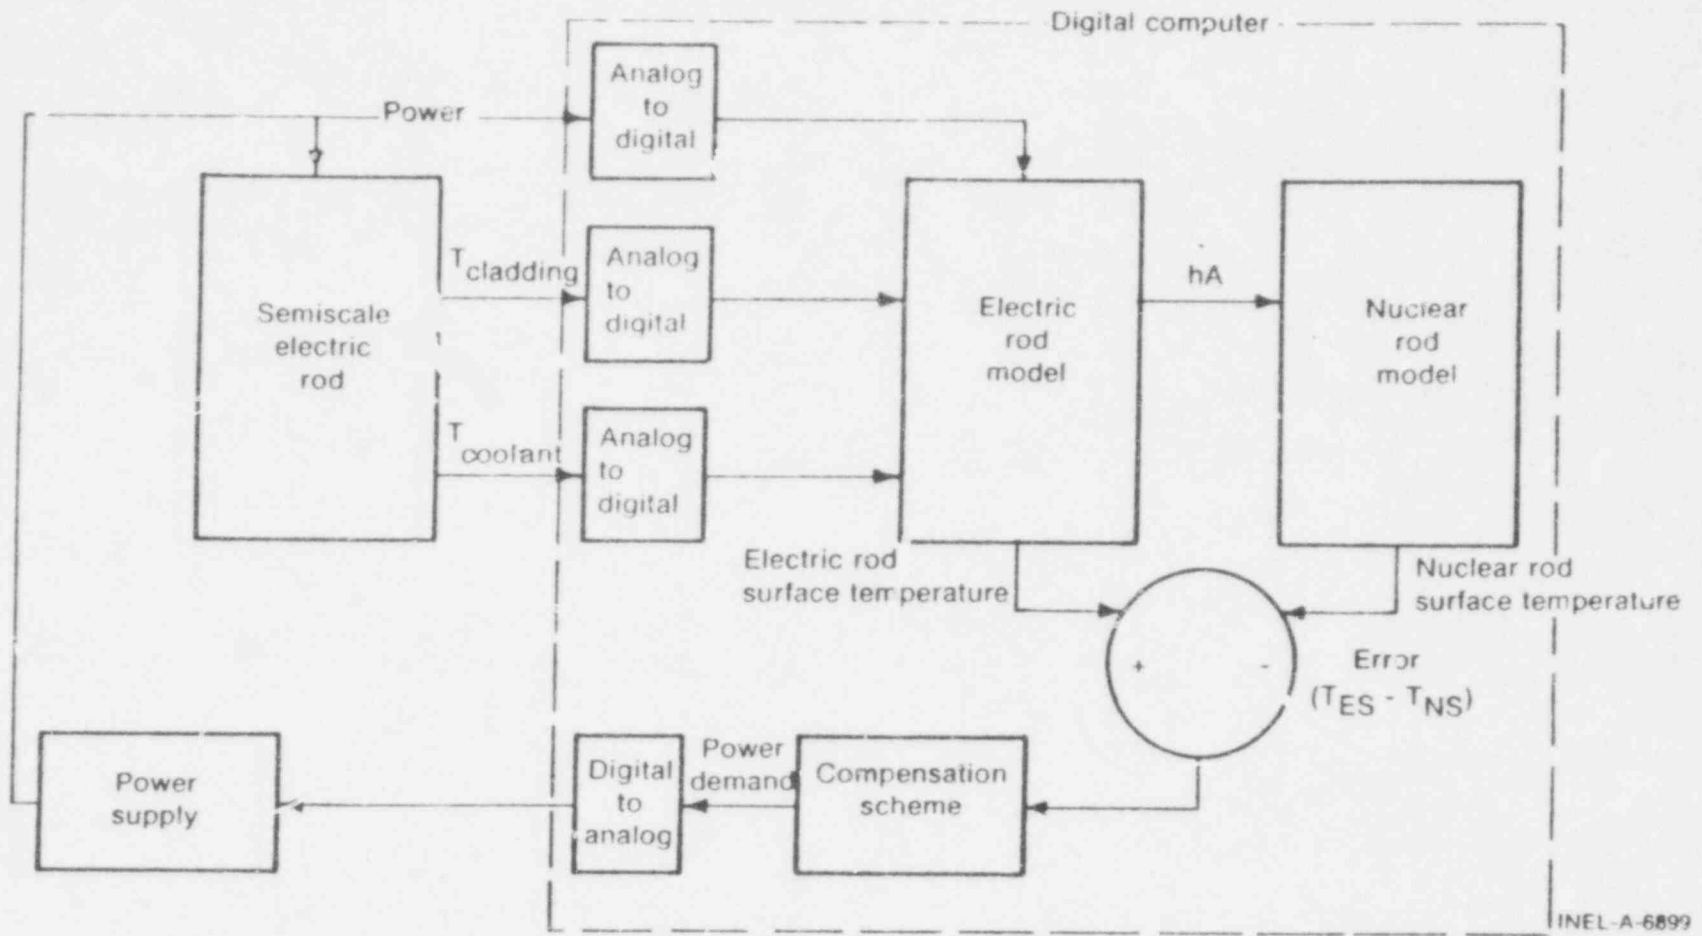 Digital computer
Analog
to
digital
Power
Semiscale
electric
rod
T cladding
Analog
to
digital
T coolant
Analog
to
digital
Electric
rod
model
hA
Nuclear
rod
model
Electric rod
surface temperature
Nuclear rod
surface temperature
+ -
Error
(TES - TNS)
Power
supply
Digital
to
analog
Power
demand
Compensation
scheme
INEL-A-6899